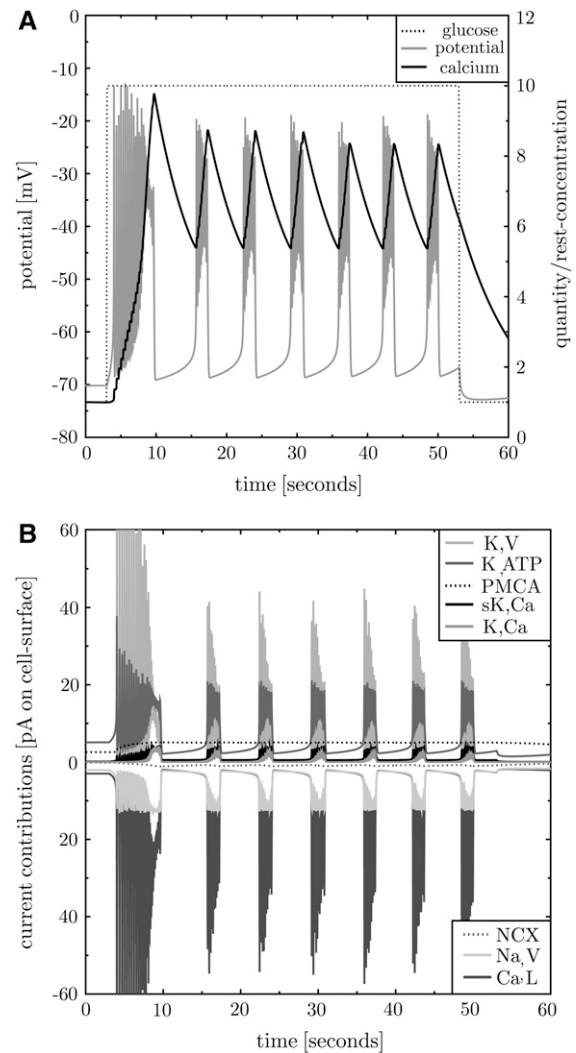 A
glucose
potential
calcium
0
-10
-20
-30
-40
-50
-60
-70
-80
12
10
8
6
4
2
0
potential [mV]
quantity/rest-concentration
0 10 20 30 40 50 60
time [seconds]
B
K,V
K,ATP
PMCA
sK,Ca
K,Ca
60
40
20
0
20
40
-60
current contributions [pA on cell-surface]
NCX
Na,V
Ca,L
0 10 20 30 40 50 60
time [seconds]